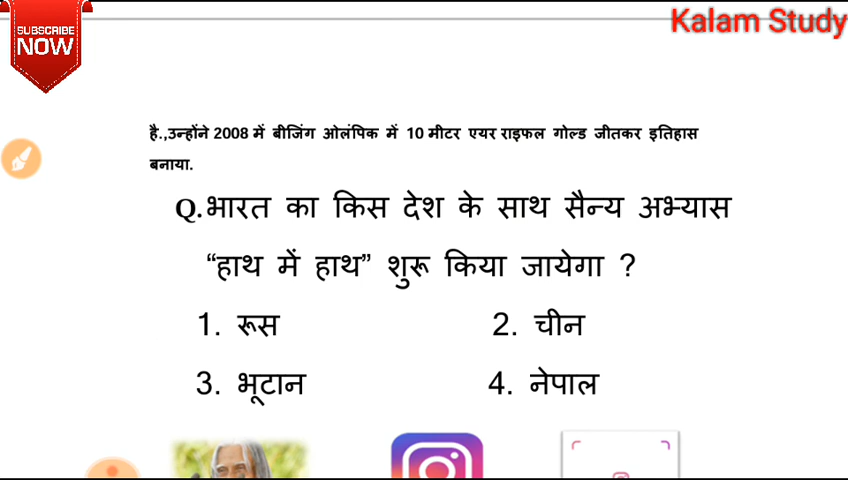 SUBSCRIBE
NOW
Kalam Study
है.,उन्होंने 2008 में बीजिंग ओलंपिक में 10 मीटर एयर राइफल गोल्ड जीतकर इतिहास
बनाया.
Q.भारत का किस देश के साथ सैन्य अभ्यास
“हाथ में हाथ” शुरू किया जायेगा ?
1. रूस 2. चीन
3. भूटान 4. नेपाल